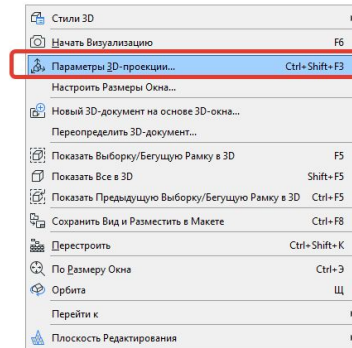 Стили 3D
Начать Визуализацию F6
Параметры 3D-проекции... Ctrl+Shift+F3
Настроить Размеры Окна...
Новый 3D-документ на основе 3D-окна...
Переопределить 3D-документ...
Показать Выборку/Бегущую Рамку в 3D F5
Показать Все в 3D Shift+F5
Показать Предыдущую Выборку/Бегущую Рамку в 3D Ctrl+F5
Сохранить Вид и Разместить в Макете Ctrl+F8
Перестроить Ctrl+Shift+K
По Размеру Окна Ctrl+Э
Орбита Щ
Перейти к
Плоскость Редактирования